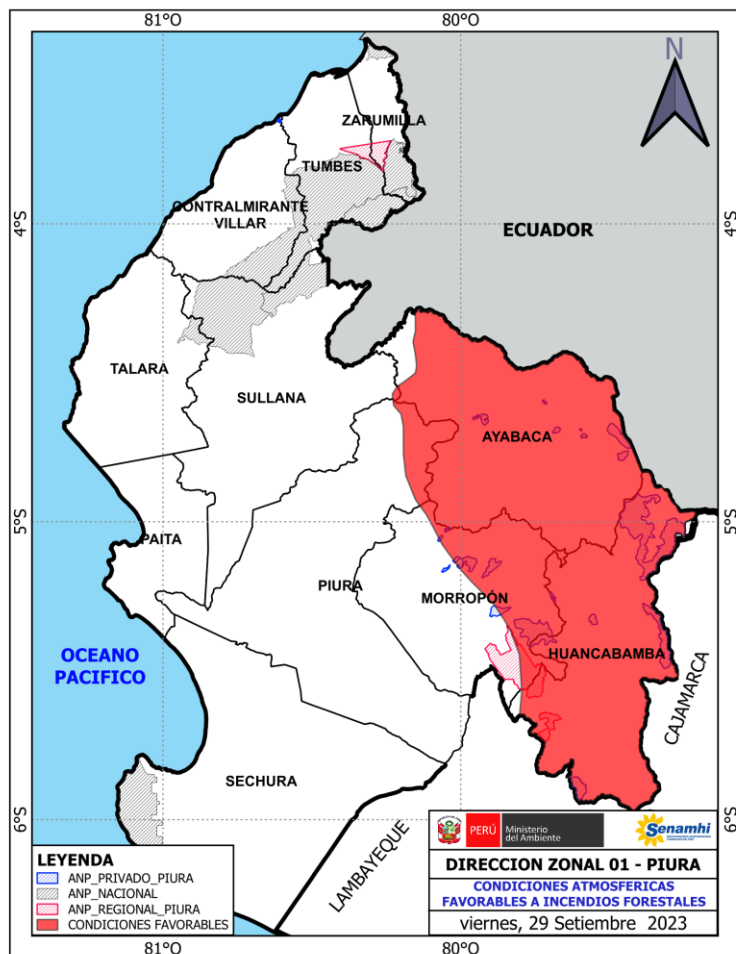 81°O
80°O
N
ZARUMILLA
TUMBES
CONTRALMIRANTE
VILLAR
4°S
4°S
ECUADOR
TALARA
SULLANA
AYABACA
5°S
5°S
PAITA
PIURA
MORROPÓN
HUANCABAMBA
OCEANO
PACIFICO
CAJAMARCA
SECHURA
LAMBAYEQUE
6°S
6°S
PERÚ
Ministerio
del Ambiente
Senamhi
DIRECCION ZONAL 01 - PIURA
CONDICIONES ATMOSFERICAS
FAVORABLES A INCENDIOS FORESTALES
viernes, 29 Setiembre 2023
LEYENDA
ANP_PRIVADO_PIURA
ANP_NACIONAL
ANP_REGIONAL_PIURA
CONDICIONES FAVORABLES
81°O
80°O